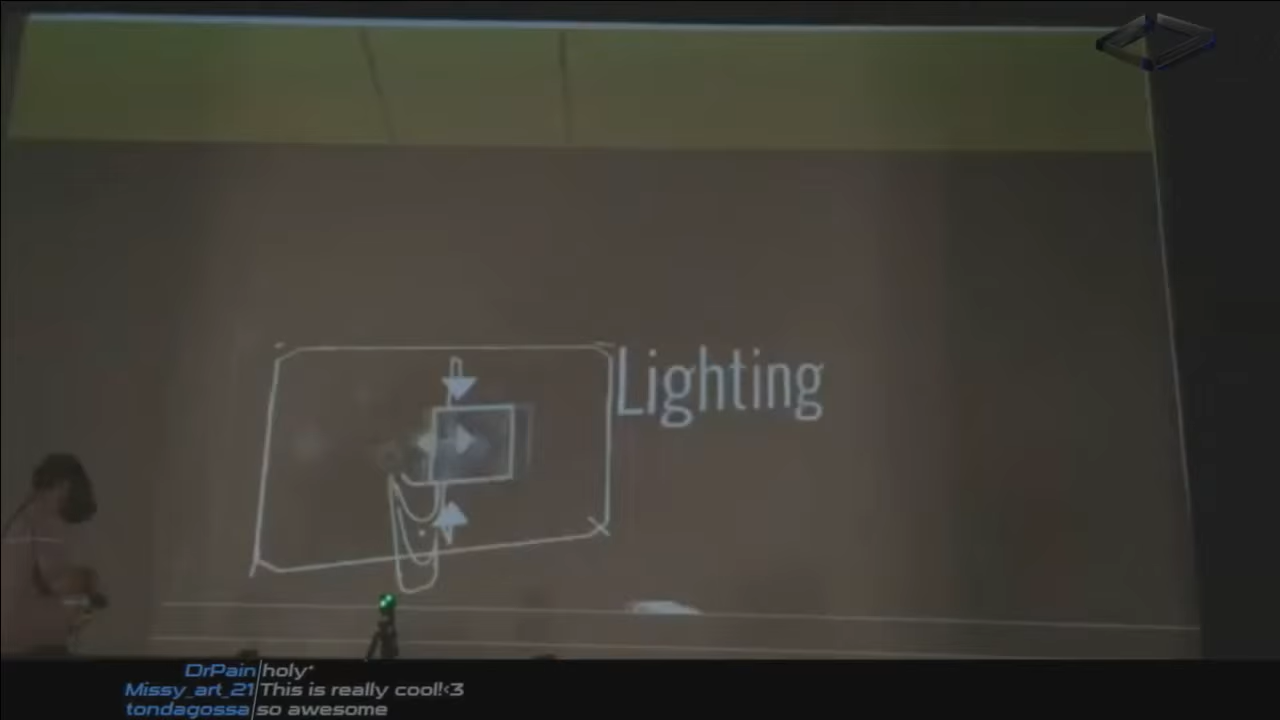 Lighting
DrPain holy*
Missy_art_21 This is really cool!<3
tondagossa so awesome